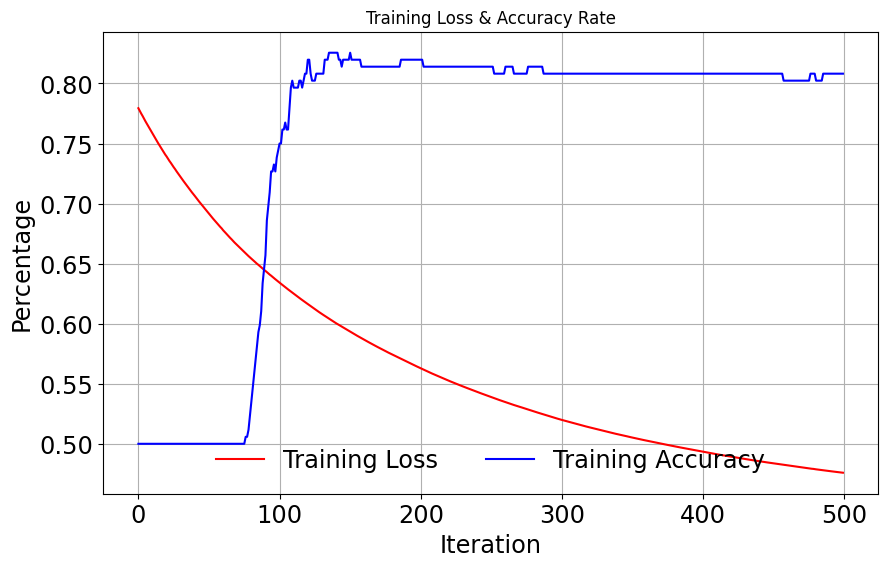 Training Loss & Accuracy Rate
0.80
0.75
0.70
0.65
0.60
0.55
0.50
Percentage
Training Loss Training Accuracy
0 100 200 300 400 500
Iteration